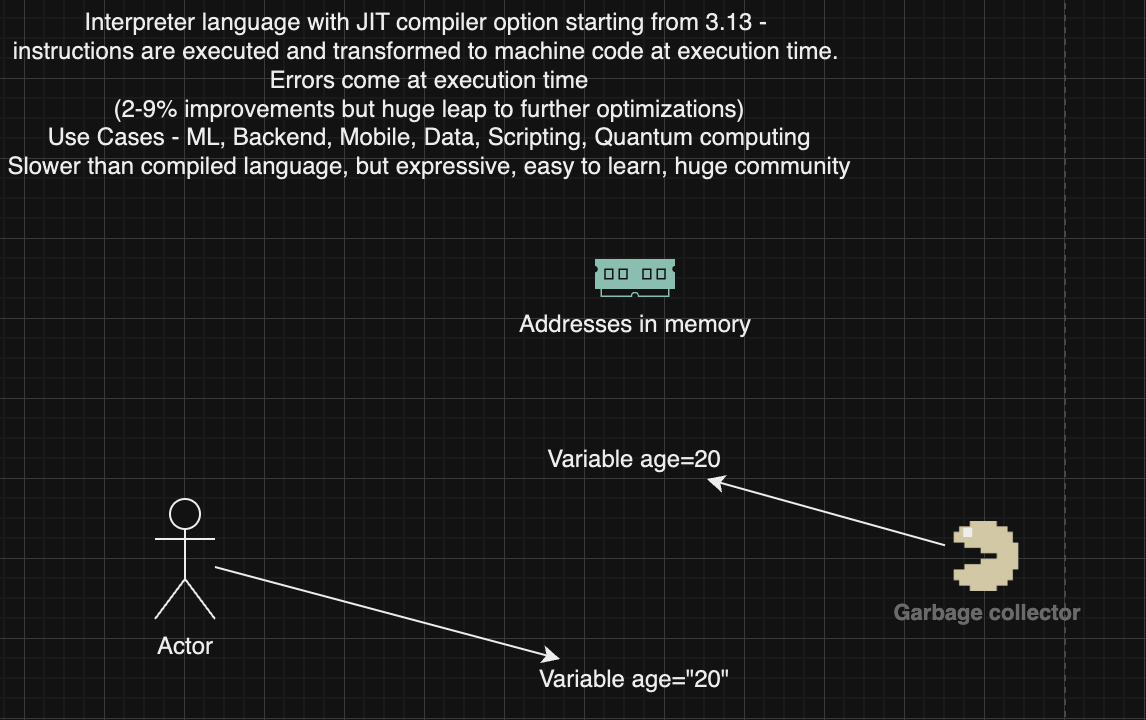 Interpreter language with JIT compiler option starting from 3.13 -
instructions are executed and transformed to machine code at execution time.
Errors come at execution time
(2-9% improvements but huge leap to further optimizations)
Use Cases - ML, Backend, Mobile, Data, Scripting, Quantum computing
Slower than compiled language, but expressive, easy to learn, huge community
Addresses in memory
Variable age=20
Garbage collector
Actor
Variable age="20"